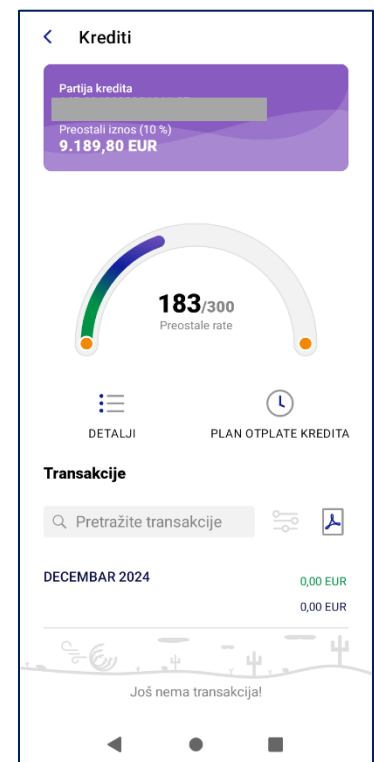 Krediti
Partija kredita
Preostali iznos (10 %)
9.189,80 EUR
183/300
Preostale rate
DETALJI
PLAN OTPLATE KREDITA
Transakcije
Pretražite transakcije
DECEMBAR 2024
0,00 EUR
0,00 EUR
Još nema transakcija!